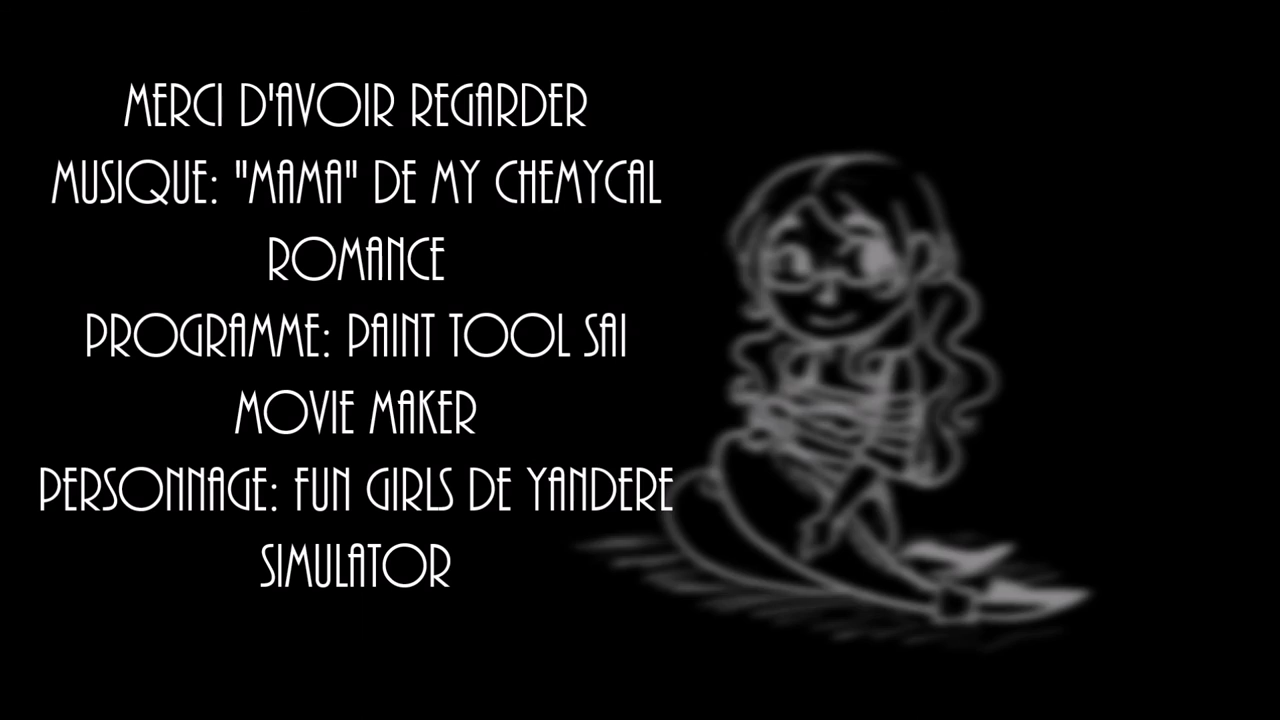 MERCI D'AVOIR REGARDER
MUSIQUE: "MAMA" DE MY CHEMYCAL
ROMANCE
PROGRAMME: PAINT TOOL SAI
MOVIE MAKER
PERSONNAGE: FUN GIRLS DE YANDERE
SIMULATOR